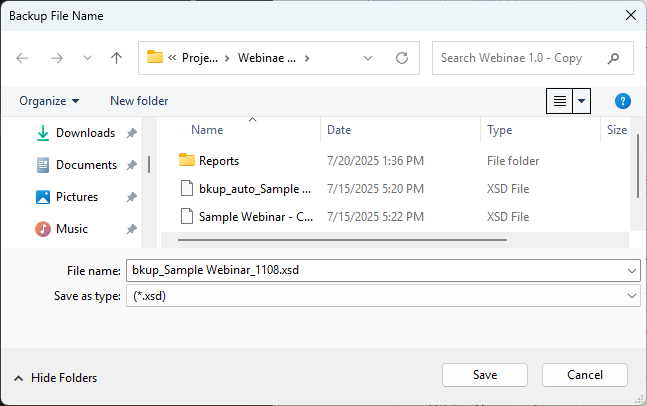 Backup File Name
« Proje... > Webinae ... >
Search Webinae 1.0 - Copy
Organize New folder
Name Date Type Size
Downloads
Documents
Pictures
Music
Reports 7/20/2025 1:36 PM File folder
bkup_auto_Sample ... 7/15/2025 5:20 PM XSD File
Sample Webinar - C... 7/15/2025 5:22 PM XSD File
File name: bkup_Sample Webinar_1108.xsd
Save as type: (*.xsd)
Hide Folders Save Cancel